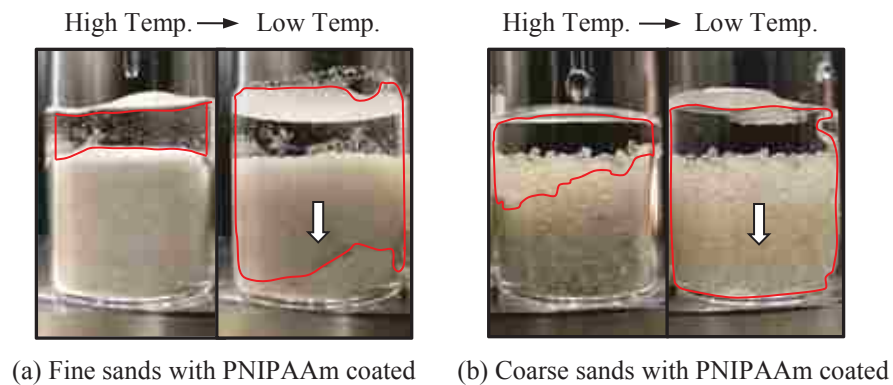 High Temp. → Low Temp.
High Temp. → Low Temp.
(a) Fine sands with PNIPAAm coated
(b) Coarse sands with PNIPAAm coated